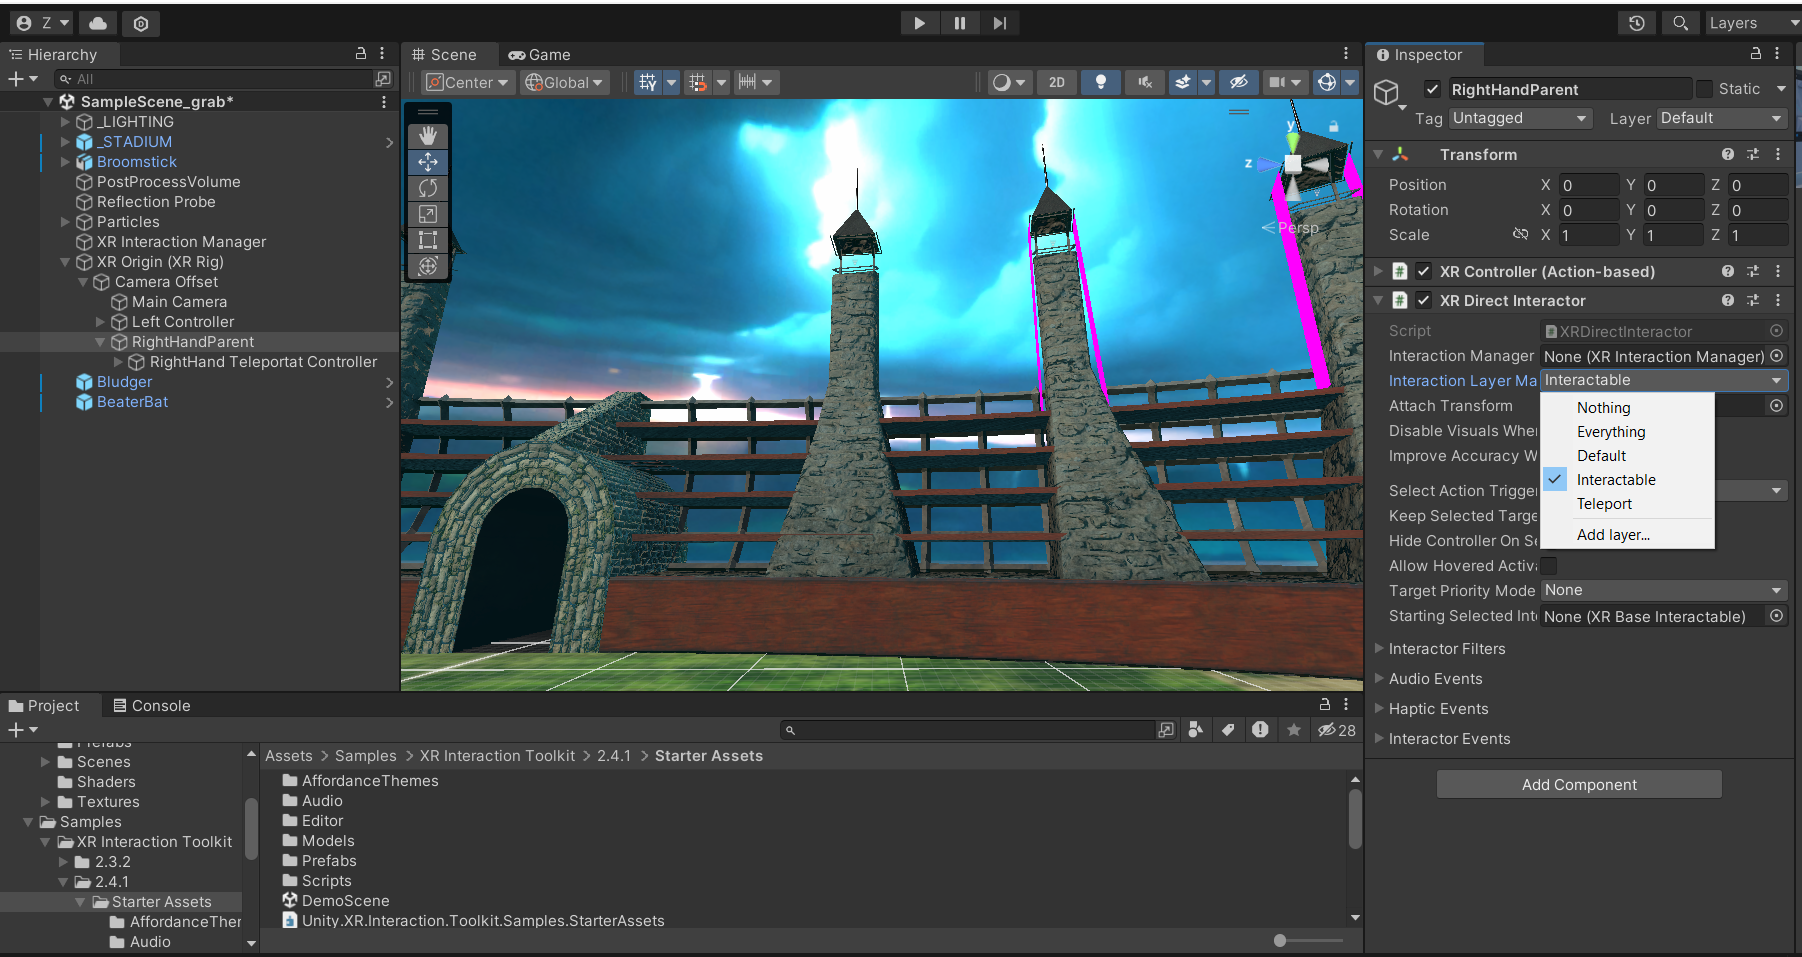 Z
Layers
Hierarchy
All
SampleScene_grab*
_LIGHTING
_STADIUM
Broomstick
PostProcessVolume
Reflection Probe
Particles
XR Interaction Manager
XR Origin (XR Rig)
Camera Offset
Main Camera
Left Controller
RightHandParent
RightHand Teleportat Controller
Bludger
BeaterBat
Scene
Game
Center
Global
2D
y
z
Persp
Inspector
RightHandParent
Static
Tag Untagged
Layer Default
Transform
Position X 0 Y 0 Z 0
Rotation X 0 Y 0 Z 0
Scale X 1 Y 1 Z 1
XR Controller (Action-based)
XR Direct Interactor
Script XRDirectInteractor
Interaction Manager None (XR Interaction Manager)
Interaction Layer Ma Interactable
Attach Transform
Disable Visuals Wher
Improve Accuracy W
Select Action Trigger
Keep Selected Targe
Hide Controller On Se
Allow Hovered Activa
Target Priority Mode None
Starting Selected Int None (XR Base Interactable)
Nothing
Everything
Default
Interactable
Teleport
Add layer...
Interactor Filters
Audio Events
Haptic Events
Interactor Events
Add Component
Project
Console
28
Prefabs
Scenes
Shaders
Textures
Samples
XR Interaction Toolkit
2.3.2
2.4.1
Starter Assets
AffordanceTher
Audio
Assets > Samples > XR Interaction Toolkit > 2.4.1 > Starter Assets
AffordanceThemes
Audio
Editor
Models
Prefabs
Scripts
DemoScene
Unity.XR.Interaction.Toolkit.Samples.StarterAssets